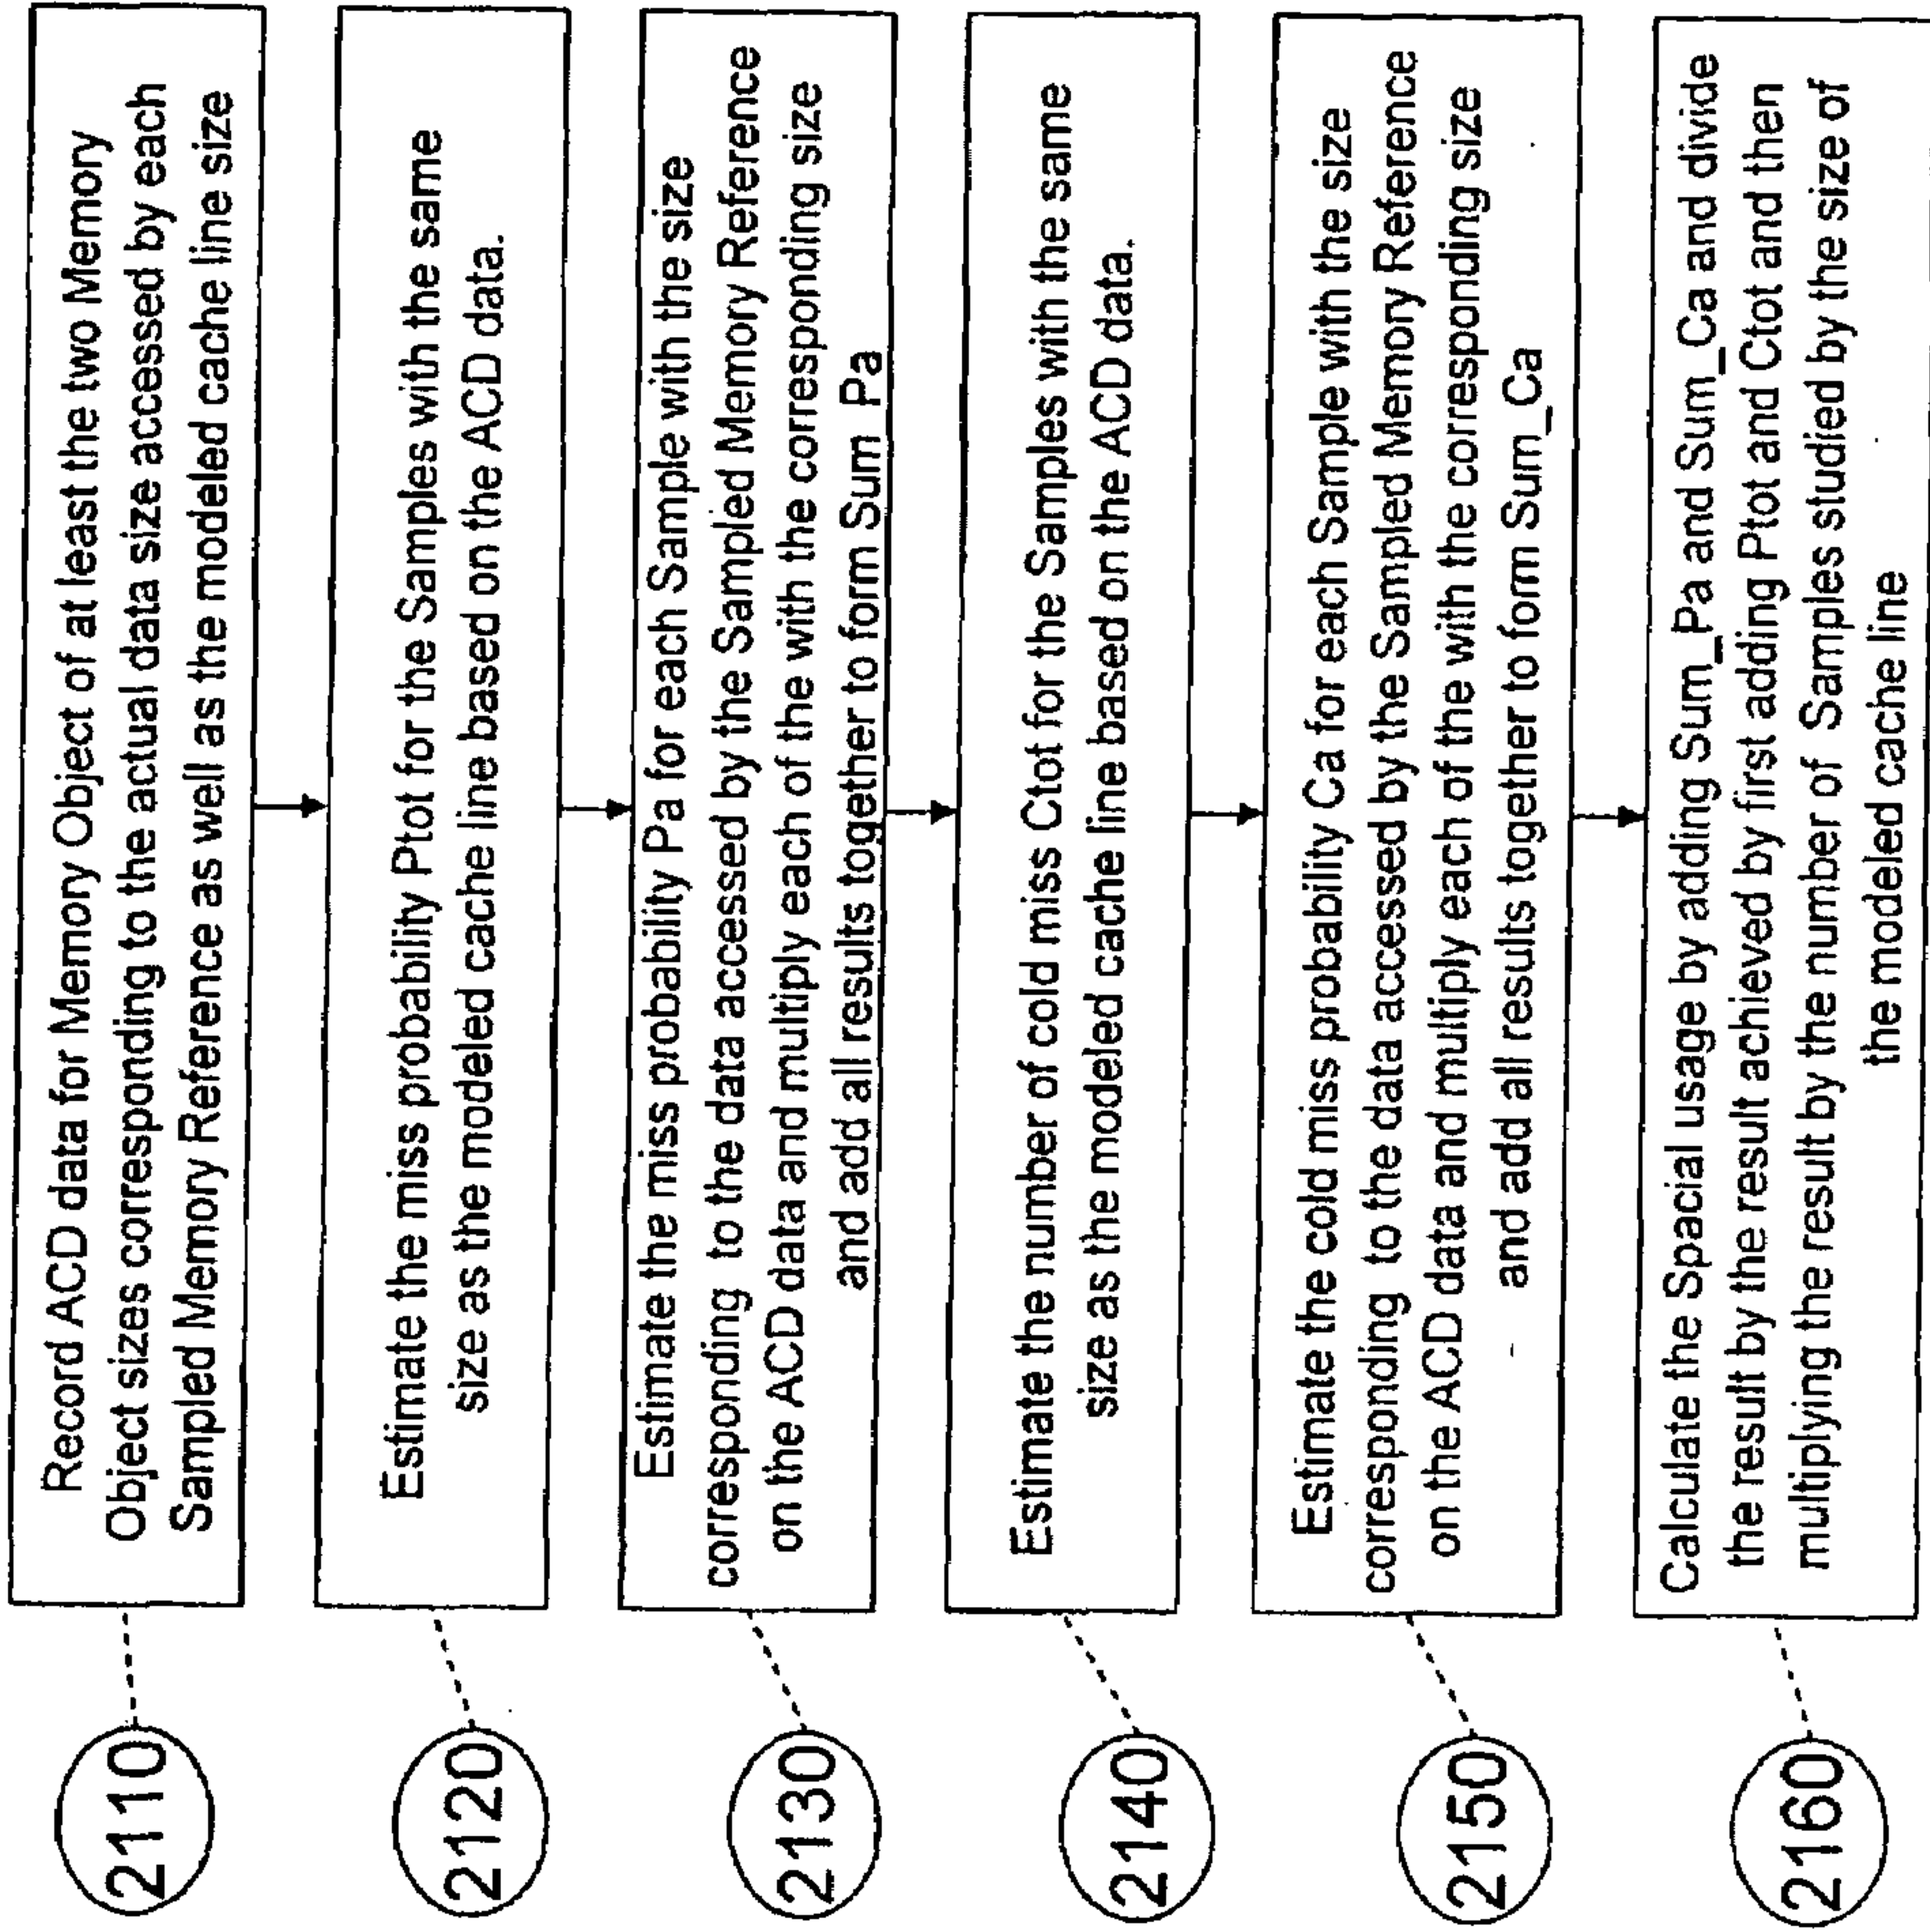 2110
Record ACD data for Memory Object of at least the two Memory
Object sizes corresponding to the actual data size accessed by each
Sampled Memory Reference as well as the modeled cache line size
2120
Estimate the miss probability Ptot for the Samples with the same
size as the modeled cache line based on the ACD data.
2130
Estimate the miss probability Pa for each Sample with the size
corresponding to the data accessed by the Sampled Memory Reference
on the ACD data and multiply each of the with the corresponding size
and add all results together to form Sum_Pa
2140
Estimate the number of cold miss Ctot for the Samples with the same
size as the modeled cache line based on the ACD data.
2150
Estimate the cold miss probability Ca for each Sample with the size
corresponding to the data accessed by the Sampled Memory Reference
on the ACD data and multiply each of the with the corresponding size
and add all results together to form Sum_Ca
2160
Calculate the Spacial usage by adding Sum_Pa and Sum_Ca and divide
the result by the result achieved by first adding Ptot and Ctot and then
multiplying the result by the number of Samples studied by the size of
the modeled cache line